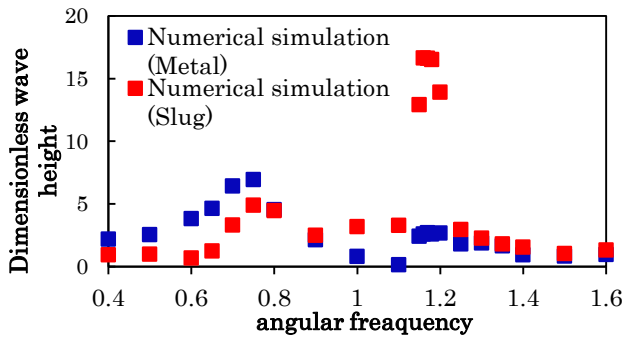 Dimensionless wave
height
20
15
10
5
0
Numerical simulation
(Metal)
Numerical simulation
(Slug)
0.4 0.6 0.8 1 1.2 1.4 1.6
angular freaquency